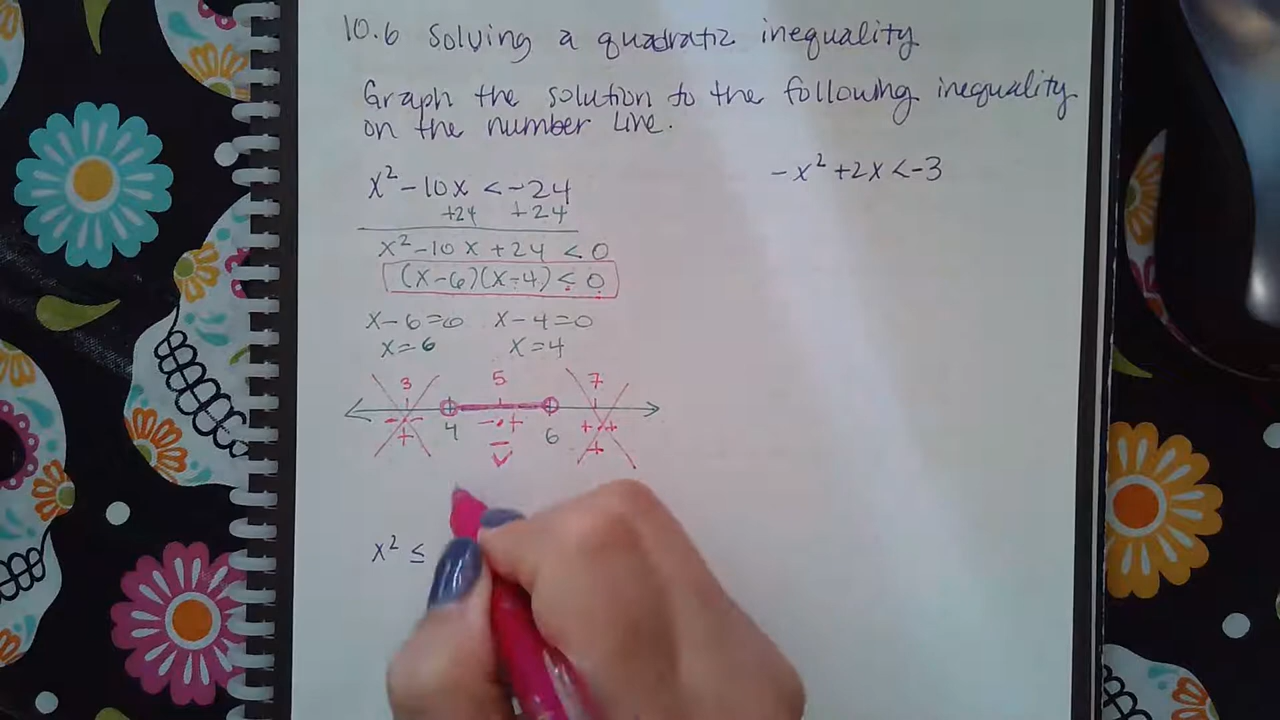 10.6 Solving a quadratic inequality
Graph the solution to the following inequality
on the number line.
x² - 10x < -24
+24 +24
x² - 10x + 24 < 0
(x-6)(x-4) < 0
x-6=0 x-4=0
x=6 x=4
3 5 7
4 6
- · - - · + + · +
+ - +
x² ≤
-x² + 2x < -3